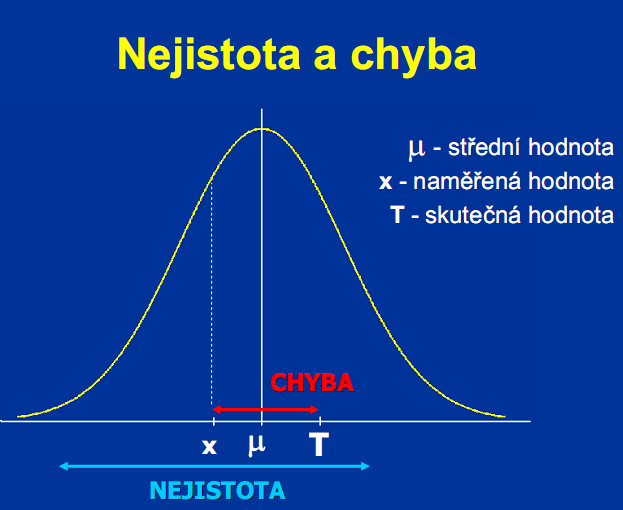 Nejistota a chyba
μ - střední hodnota
x - naměřená hodnota
T - skutečná hodnota
CHYBA
x μ T
NEJISTOTA